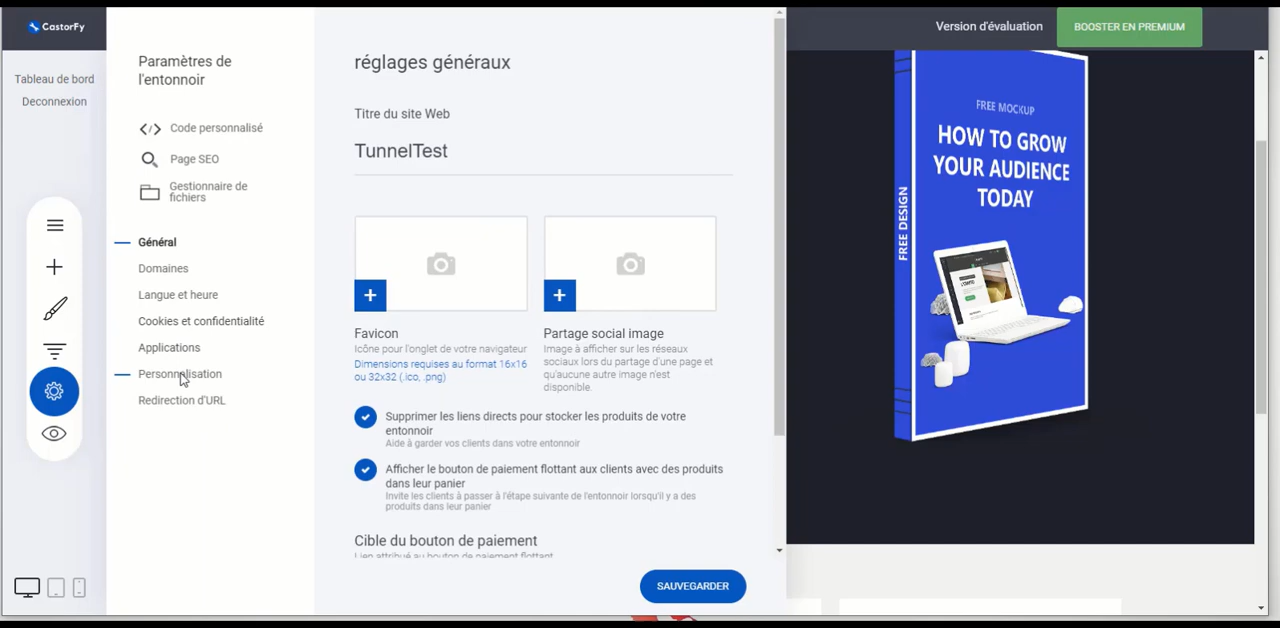 CastorFy
Version d'évaluation
BOOSTER EN PREMIUM
Tableau de bord
Deconnexion
Paramètres de
l'entonnoir
Code personnalisé
Page SEO
Gestionnaire de
fichiers
Général
Domaines
Langue et heure
Cookies et confidentialité
Applications
Personnalisation
Redirection d'URL
réglages généraux
Titre du site Web
TunnelTest
Favicon
Icône pour l'onglet de votre navigateur
Dimensions requises au format 16x16
ou 32x32 (.ico, .png)
Partage social image
Image à afficher sur les réseaux
sociaux lors du partage d'une page et
qu'aucune autre image n'est
disponible.
Supprimer les liens directs pour stocker les produits de votre
entonnoir
Aide à garder vos clients dans votre entonnoir
Afficher le bouton de paiement flottant aux clients avec des produits
dans leur panier
Invite les clients à passer à l'étape suivante de l'entonnoir lorsqu'il y a des
produits dans leur panier
Cible du bouton de paiement
Lien attribué au bouton de paiement flottant
SAUVEGARDER
FREE MOCKUP
HOW TO GROW
YOUR AUDIENCE
TODAY
FREE DESIGN